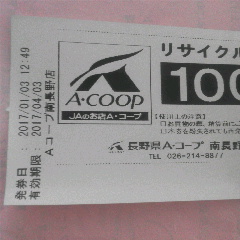 発券日 : 2017/01/03 12:49
有効期限 : 2017/04/03
Aコープ南長野店
A·COOP
JAのお店A·コープ
リサイクル
100
長野県A·コープ 南長野
TEL 026-214-8877